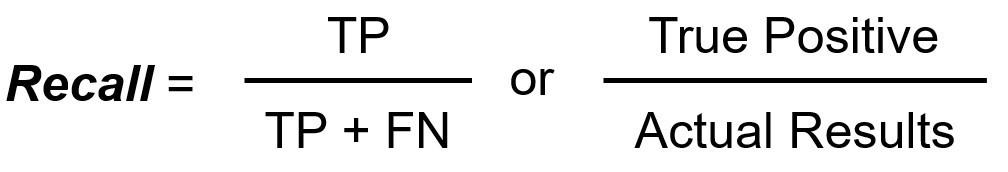 Recall = TP / TP + FN or True Positive / Actual Results